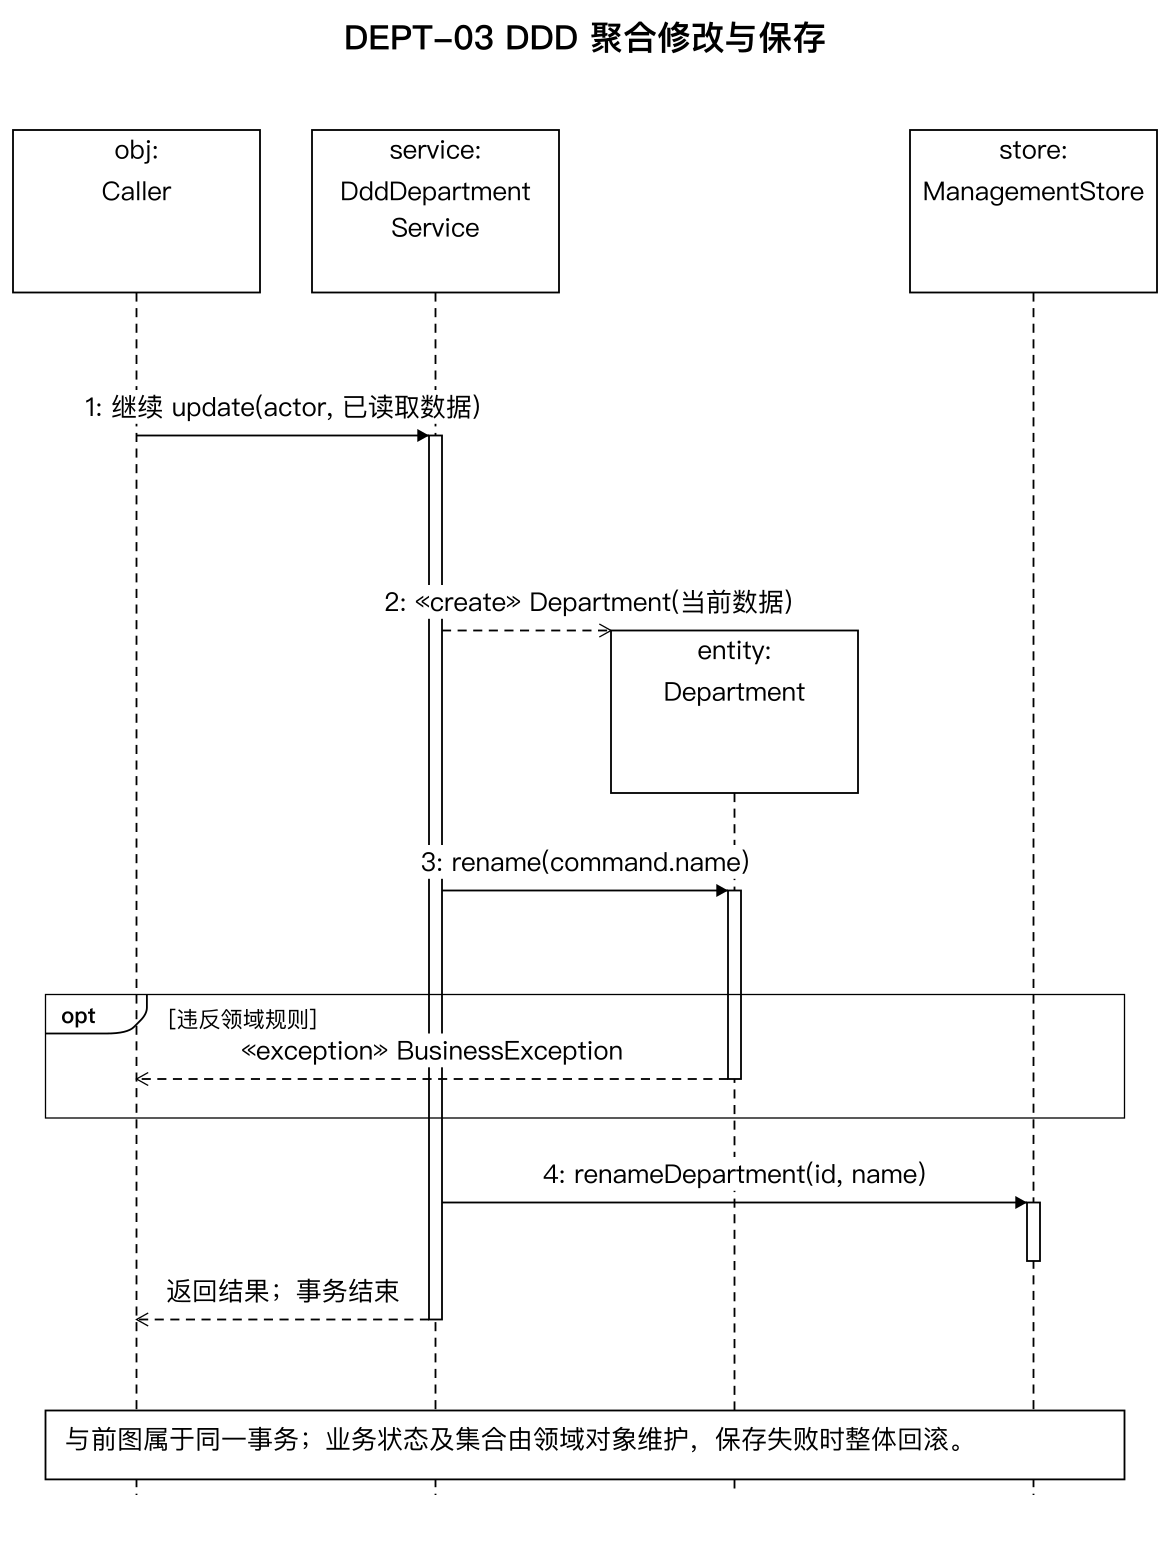 DEPT–03 DDD 聚合修改与保存
obj:
Caller
service:
DddDepartment
Service
store:
ManagementStore
1: 继续 update(actor, 已读取数据)
2: «create» Department(当前数据)
entity:
Department
3: rename(command.name)
opt
[违反领域规则]
«exception» BusinessException
4: renameDepartment(id, name)
返回结果；事务结束
与前图属于同一事务；业务状态及集合由领域对象维护，保存失败时整体回滚。